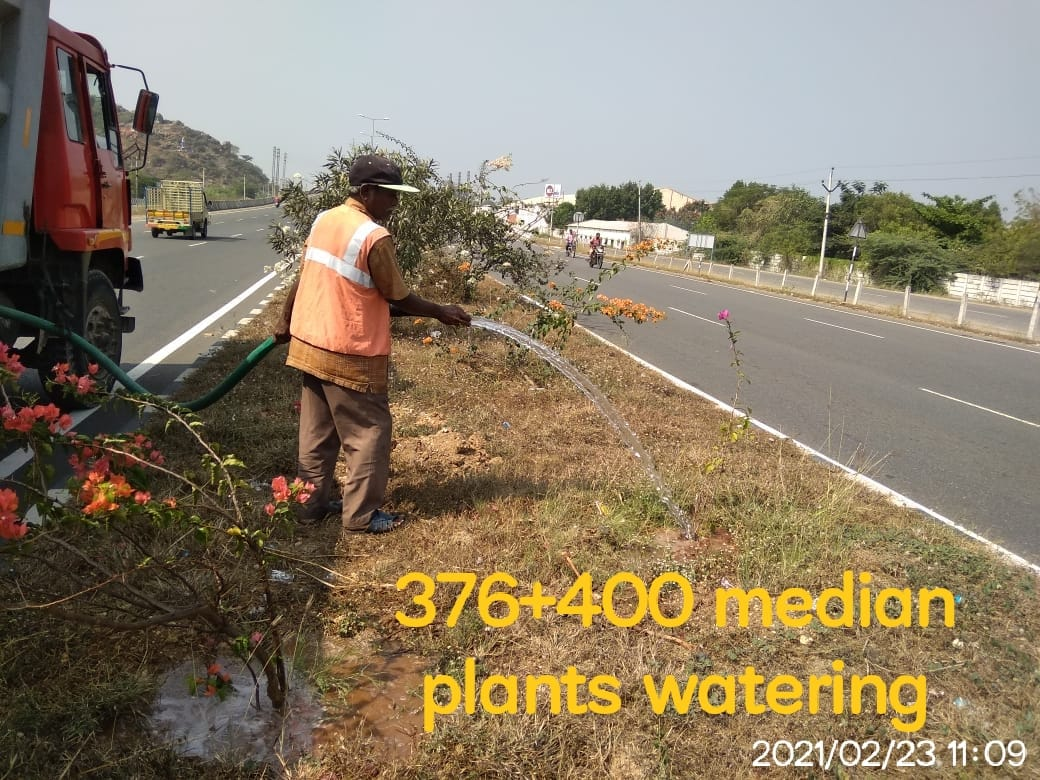 376+400 median
plants watering
2021/02/23 11:09